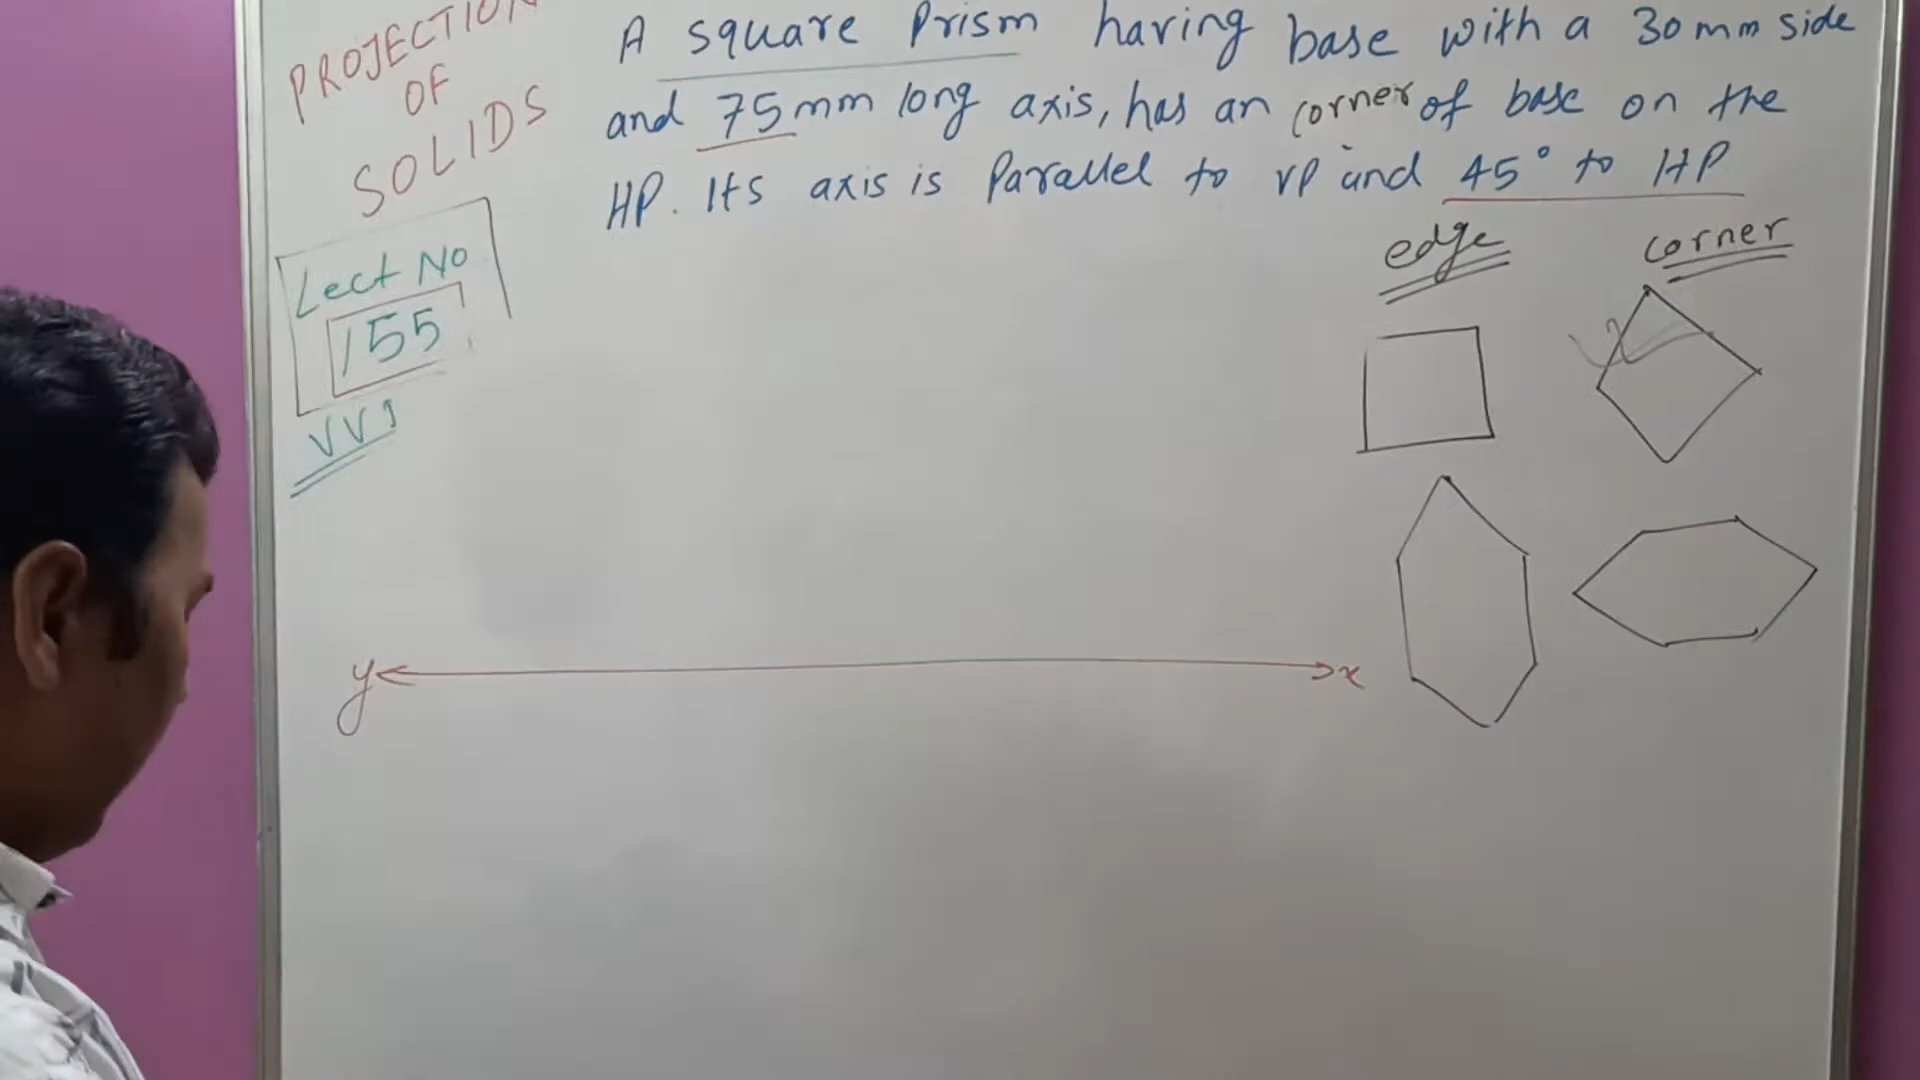 PROJECTION
OF
SOLIDS
Lect No
155
VVI
A square Prism having base with a 30mm side
and 75mm long axis, has an corner of base on the
HP. Its axis is Parallel to VP and 45° to HP
edge
corner
y
x